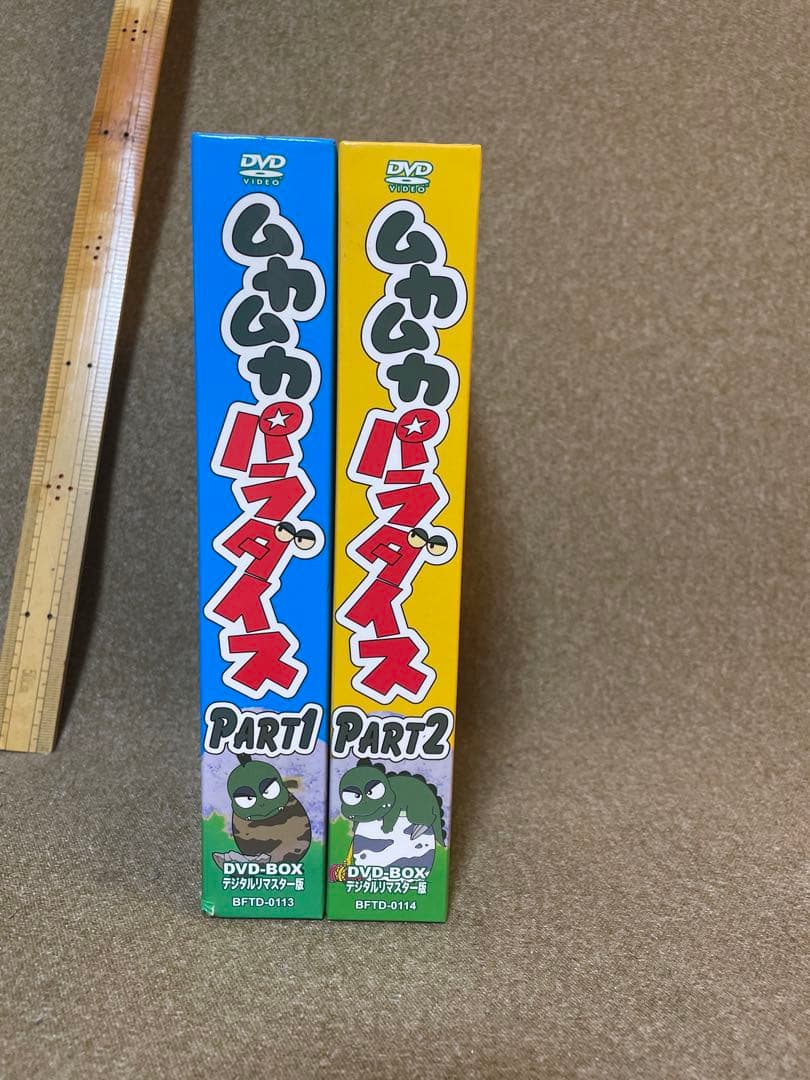 DVD
VIDEO
ムカムカパラダイス
PART1
DVD-BOX
デジタルリマスター版
BFTD-0113
DVD
VIDEO
ムカムカパラダイス
PART2
DVD-BOX
デジタルリマスター版
BFTD-0114